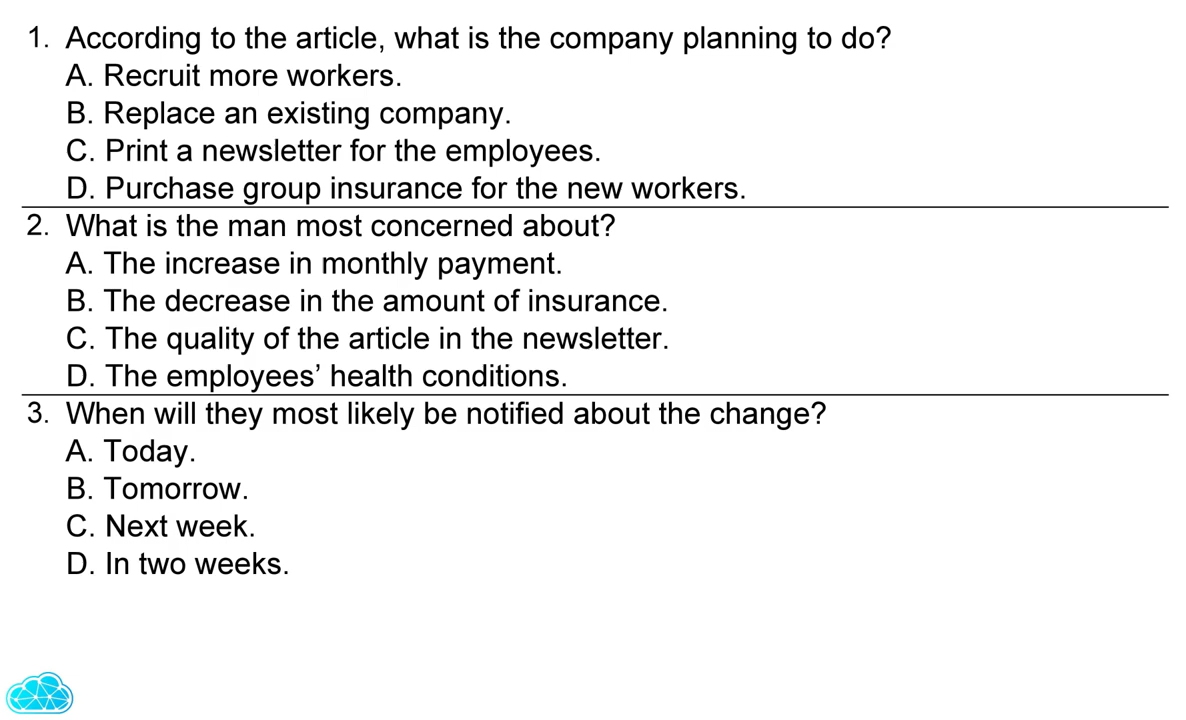 1. According to the article, what is the company planning to do?
A. Recruit more workers.
B. Replace an existing company.
C. Print a newsletter for the employees.
D. Purchase group insurance for the new workers.
2. What is the man most concerned about?
A. The increase in monthly payment.
B. The decrease in the amount of insurance.
C. The quality of the article in the newsletter.
D. The employees’ health conditions.
3. When will they most likely be notified about the change?
A. Today.
B. Tomorrow.
C. Next week.
D. In two weeks.